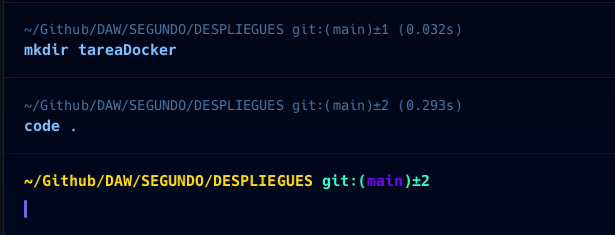 ~/Github/DAW/SEGUNDO/DESPLIEGUES git:(main)±1 (0.032s)
mkdir tareaDocker
~/Github/DAW/SEGUNDO/DESPLIEGUES git:(main)±2 (0.293s)
code .
~/Github/DAW/SEGUNDO/DESPLIEGUES git:(main)±2